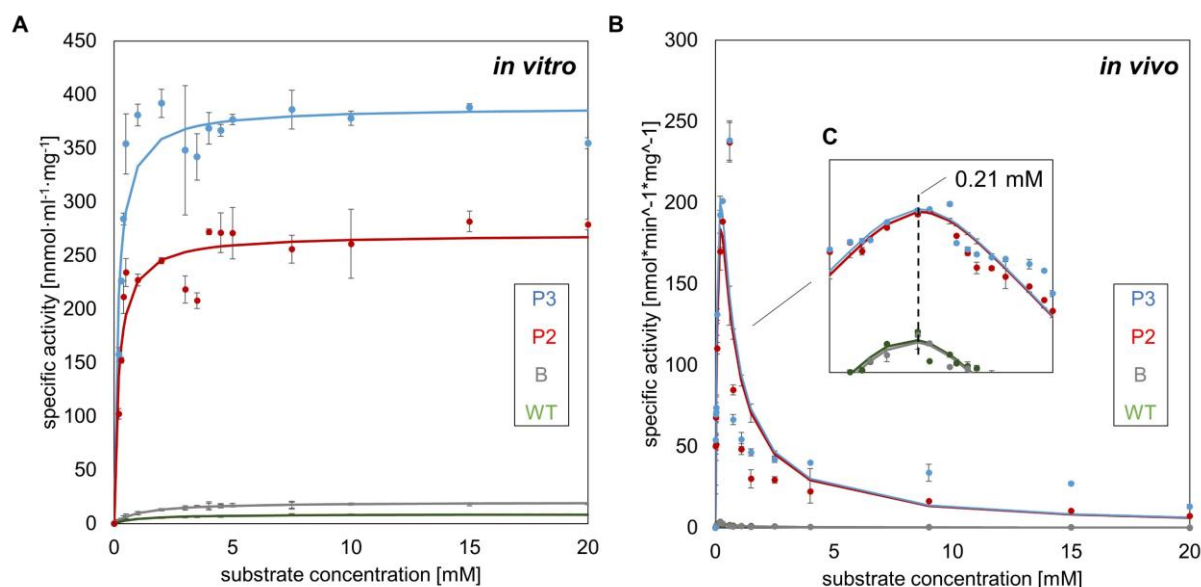 A
in vitro
specific activity [nnmol·ml⁻¹·mg⁻¹]
450
400
350
300
250
200
150
100
50
0
P3
P2
B
WT
0
5
10
15
20
substrate concentration [mM]
B
in vivo
specific activity [nmol*min^-1*mg^-1]
300
250
200
150
100
50
0
C
0.21 mM
P3
P2
B
WT
0
5
10
15
20
substrate concentration [mM]